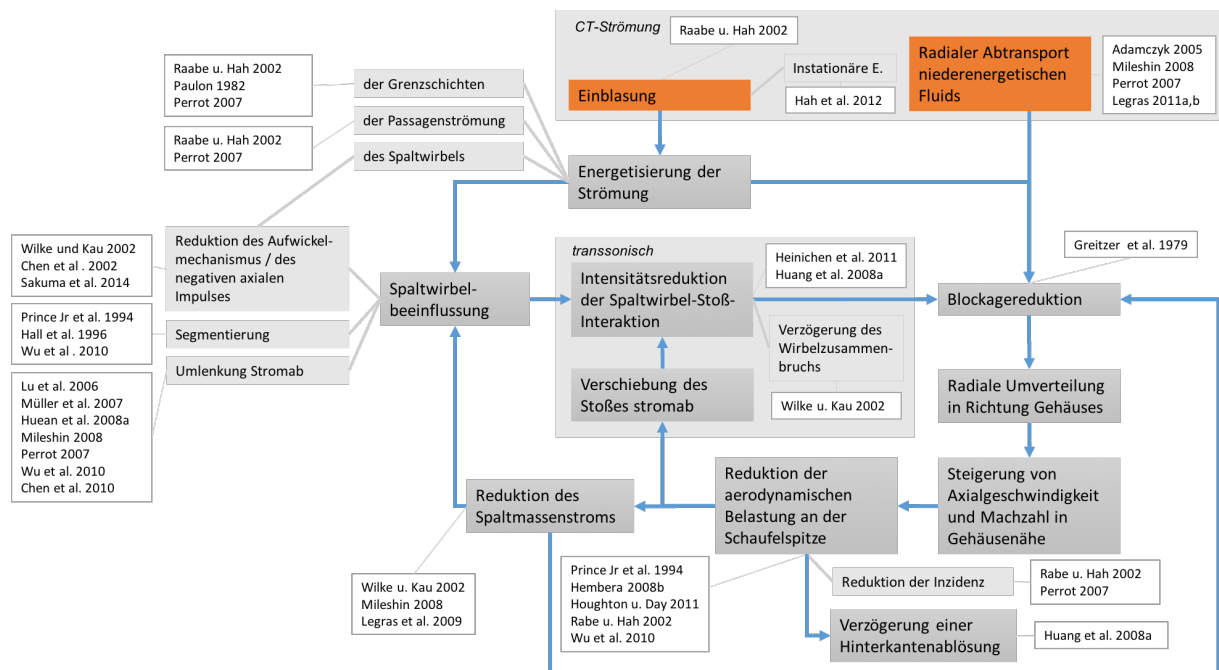 CT-Strömung
Raabe u. Hah 2002
Einblasung
Instationäre E.
Hah et al. 2012
Radialer Abtransport
niederenergetischen
Fluids
Adamczyk 2005
Mileshin 2008
Perrot 2007
Legras 2011a,b
Raabe u. Hah 2002
Paulon 1982
Perrot 2007
der Grenzschichten
Raabe u. Hah 2002
Perrot 2007
der Passagenströmung
des Spaltwirbels
Energetisierung der
Strömung
Wilke und Kau 2002
Chen et al . 2002
Sakuma et al. 2014
Reduktion des Aufwickel-
mechanismus / des
negativen axialen
Impulses
Prince Jr et al. 1994
Hall et al. 1996
Wu et al . 2010
Segmentierung
Umlenkung Stromab
Lu et al. 2006
Müller et al. 2007
Huean et al. 2008a
Mileshin 2008
Perrot 2007
Wu et al. 2010
Chen et al. 2010
Spaltwirbel-
beeinflussung
transsonisch
Intensitätsreduktion
der Spaltwirbel-Stoß-
Interaktion
Heinichen et al. 2011
Huang et al. 2008a
Verzögerung des
Wirbelzusammen-
bruchs
Wilke u. Kau 2002
Verschiebung des
Stoßes stromab
Greitzer et al. 1979
Blockagereduktion
Radiale Umverteilung
in Richtung Gehäuses
Steigerung von
Axialgeschwindigkeit
und Machzahl in
Gehäusenähe
Reduktion der
aerodynamischen
Belastung an der
Schaufelspitze
Reduktion des
Spaltmassenstroms
Wilke u. Kau 2002
Mileshin 2008
Legras et al. 2009
Prince Jr et al. 1994
Hembera 2008b
Houghton u. Day 2011
Rabe u. Hah 2002
Wu et al. 2010
Reduktion der Inzidenz
Rabe u. Hah 2002
Perrot 2007
Verzögerung einer
Hinterkantenablösung
Huang et al. 2008a